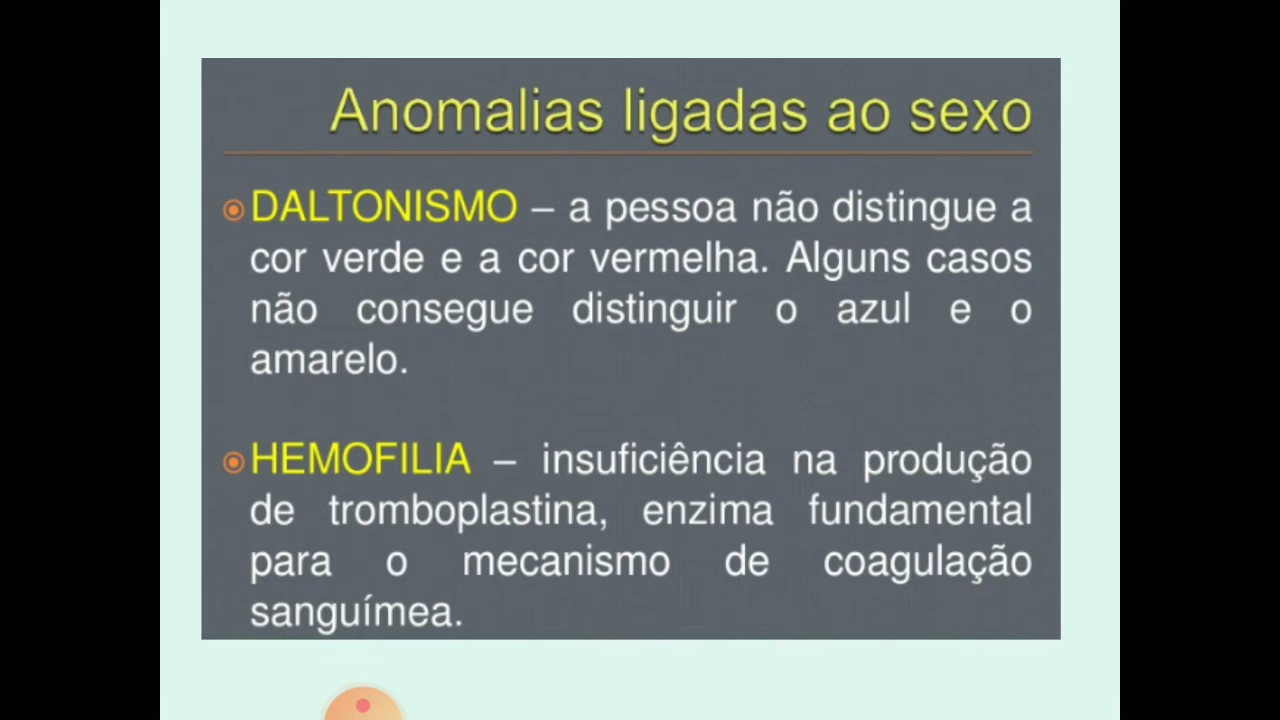 Anomalias ligadas ao sexo
DALTONISMO – a pessoa não distingue a
cor verde e a cor vermelha. Alguns casos
não consegue distinguir o azul e o
amarelo.
HEMOFILIA – insuficiência na produção
de tromboplastina, enzima fundamental
para o mecanismo de coagulação
sanguímea.